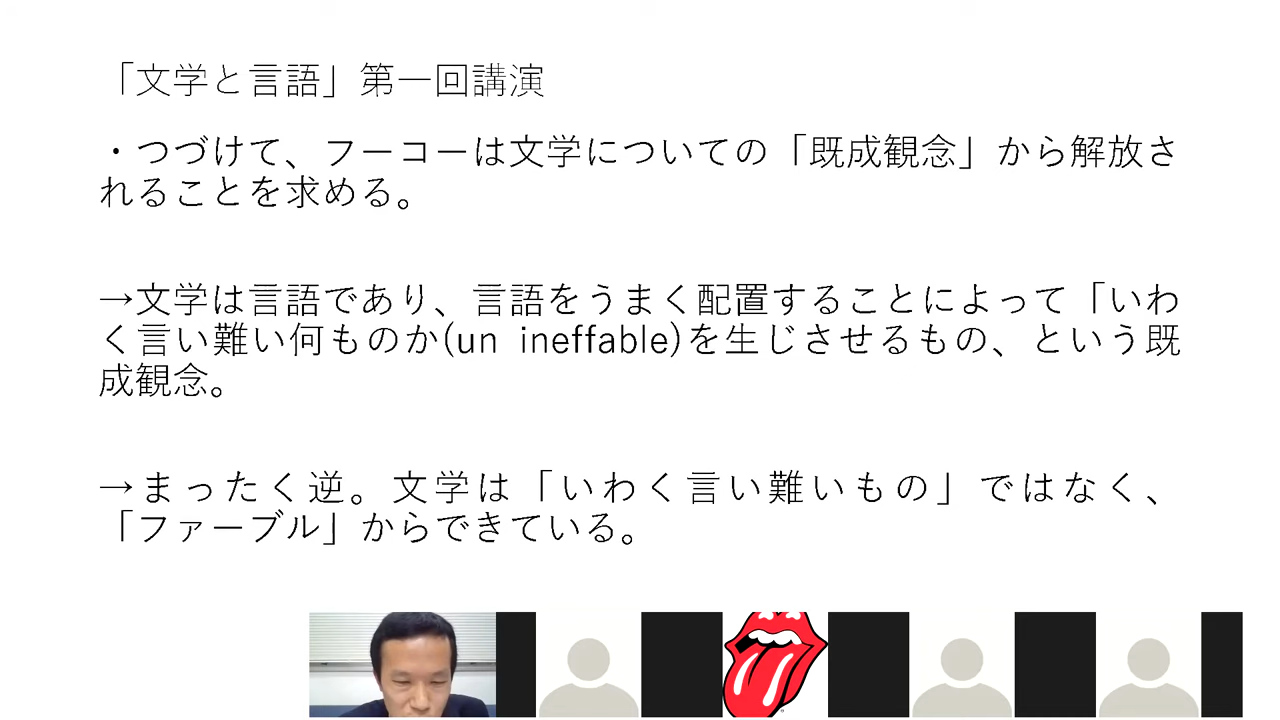 「文学と言語」第一回講演
・つづけて、フーコーは文学についての「既成観念」から解放さ
れることを求める。
→文学は言語であり、言語をうまく配置することによって「いわ
く言い難い何ものか(un ineffable)を生じさせるもの、という既
成観念。
→まったく逆。文学は「いわく言い難いもの」ではなく、
「ファーブル」からできている。